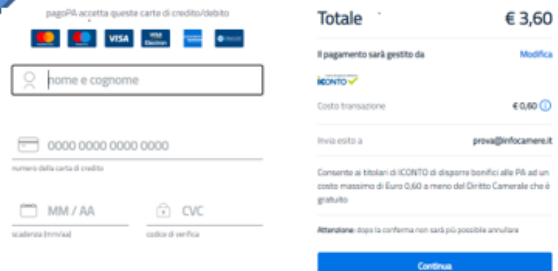 pagoPA accetta queste carte di credito/debito
VISA
VISA
Electron
nome e cognome
0000 0000 0000 0000
numero della carta di credito
MM / AA
CVC
scadenza (mm/aa)
codice di verifica
Totale
€ 3,60
Il pagamento sarà gestito da
Modifica
ICONTO
Costo transazione
€ 0,60
Invia esito a
prova@infocamere.it
Consente ai titolari di ICONTO di disporre bonifici alle PA ad un
costo massimo di Euro 0,60 a meno del Diritto Camerale che è
gratuito
Attenzione: dopo la conferma non sarà più possibile annullare
Continua